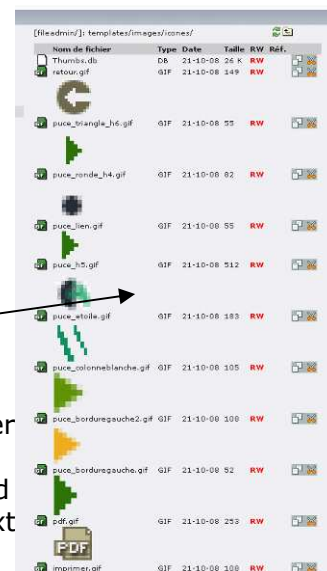 [fileadmin/]: templates/images/icones/
Nom de fichier Type Date Taille RW Réf.
Thumbs.db DB 21-10-08 26 K RW
retour.gif GIF 21-10-08 149 RW
puce_triangle_h6.gif GIF 21-10-08 55 RW
puce_ronde_h4.gif GIF 21-10-08 82 RW
puce_lien.gif GIF 21-10-08 55 RW
puce_h5.gif GIF 21-10-08 512 RW
puce_etoile.gif GIF 21-10-08 183 RW
puce_colonneblanche.gif GIF 21-10-08 105 RW
er
puce_borduregauche2.gif GIF 21-10-08 108 RW
puce_borduregauche.gif GIF 21-10-08 52 RW
d
xt
pdf.gif GIF 21-10-08 253 RW
PDF
imprimer.gif GIF 21-10-08 108 RW